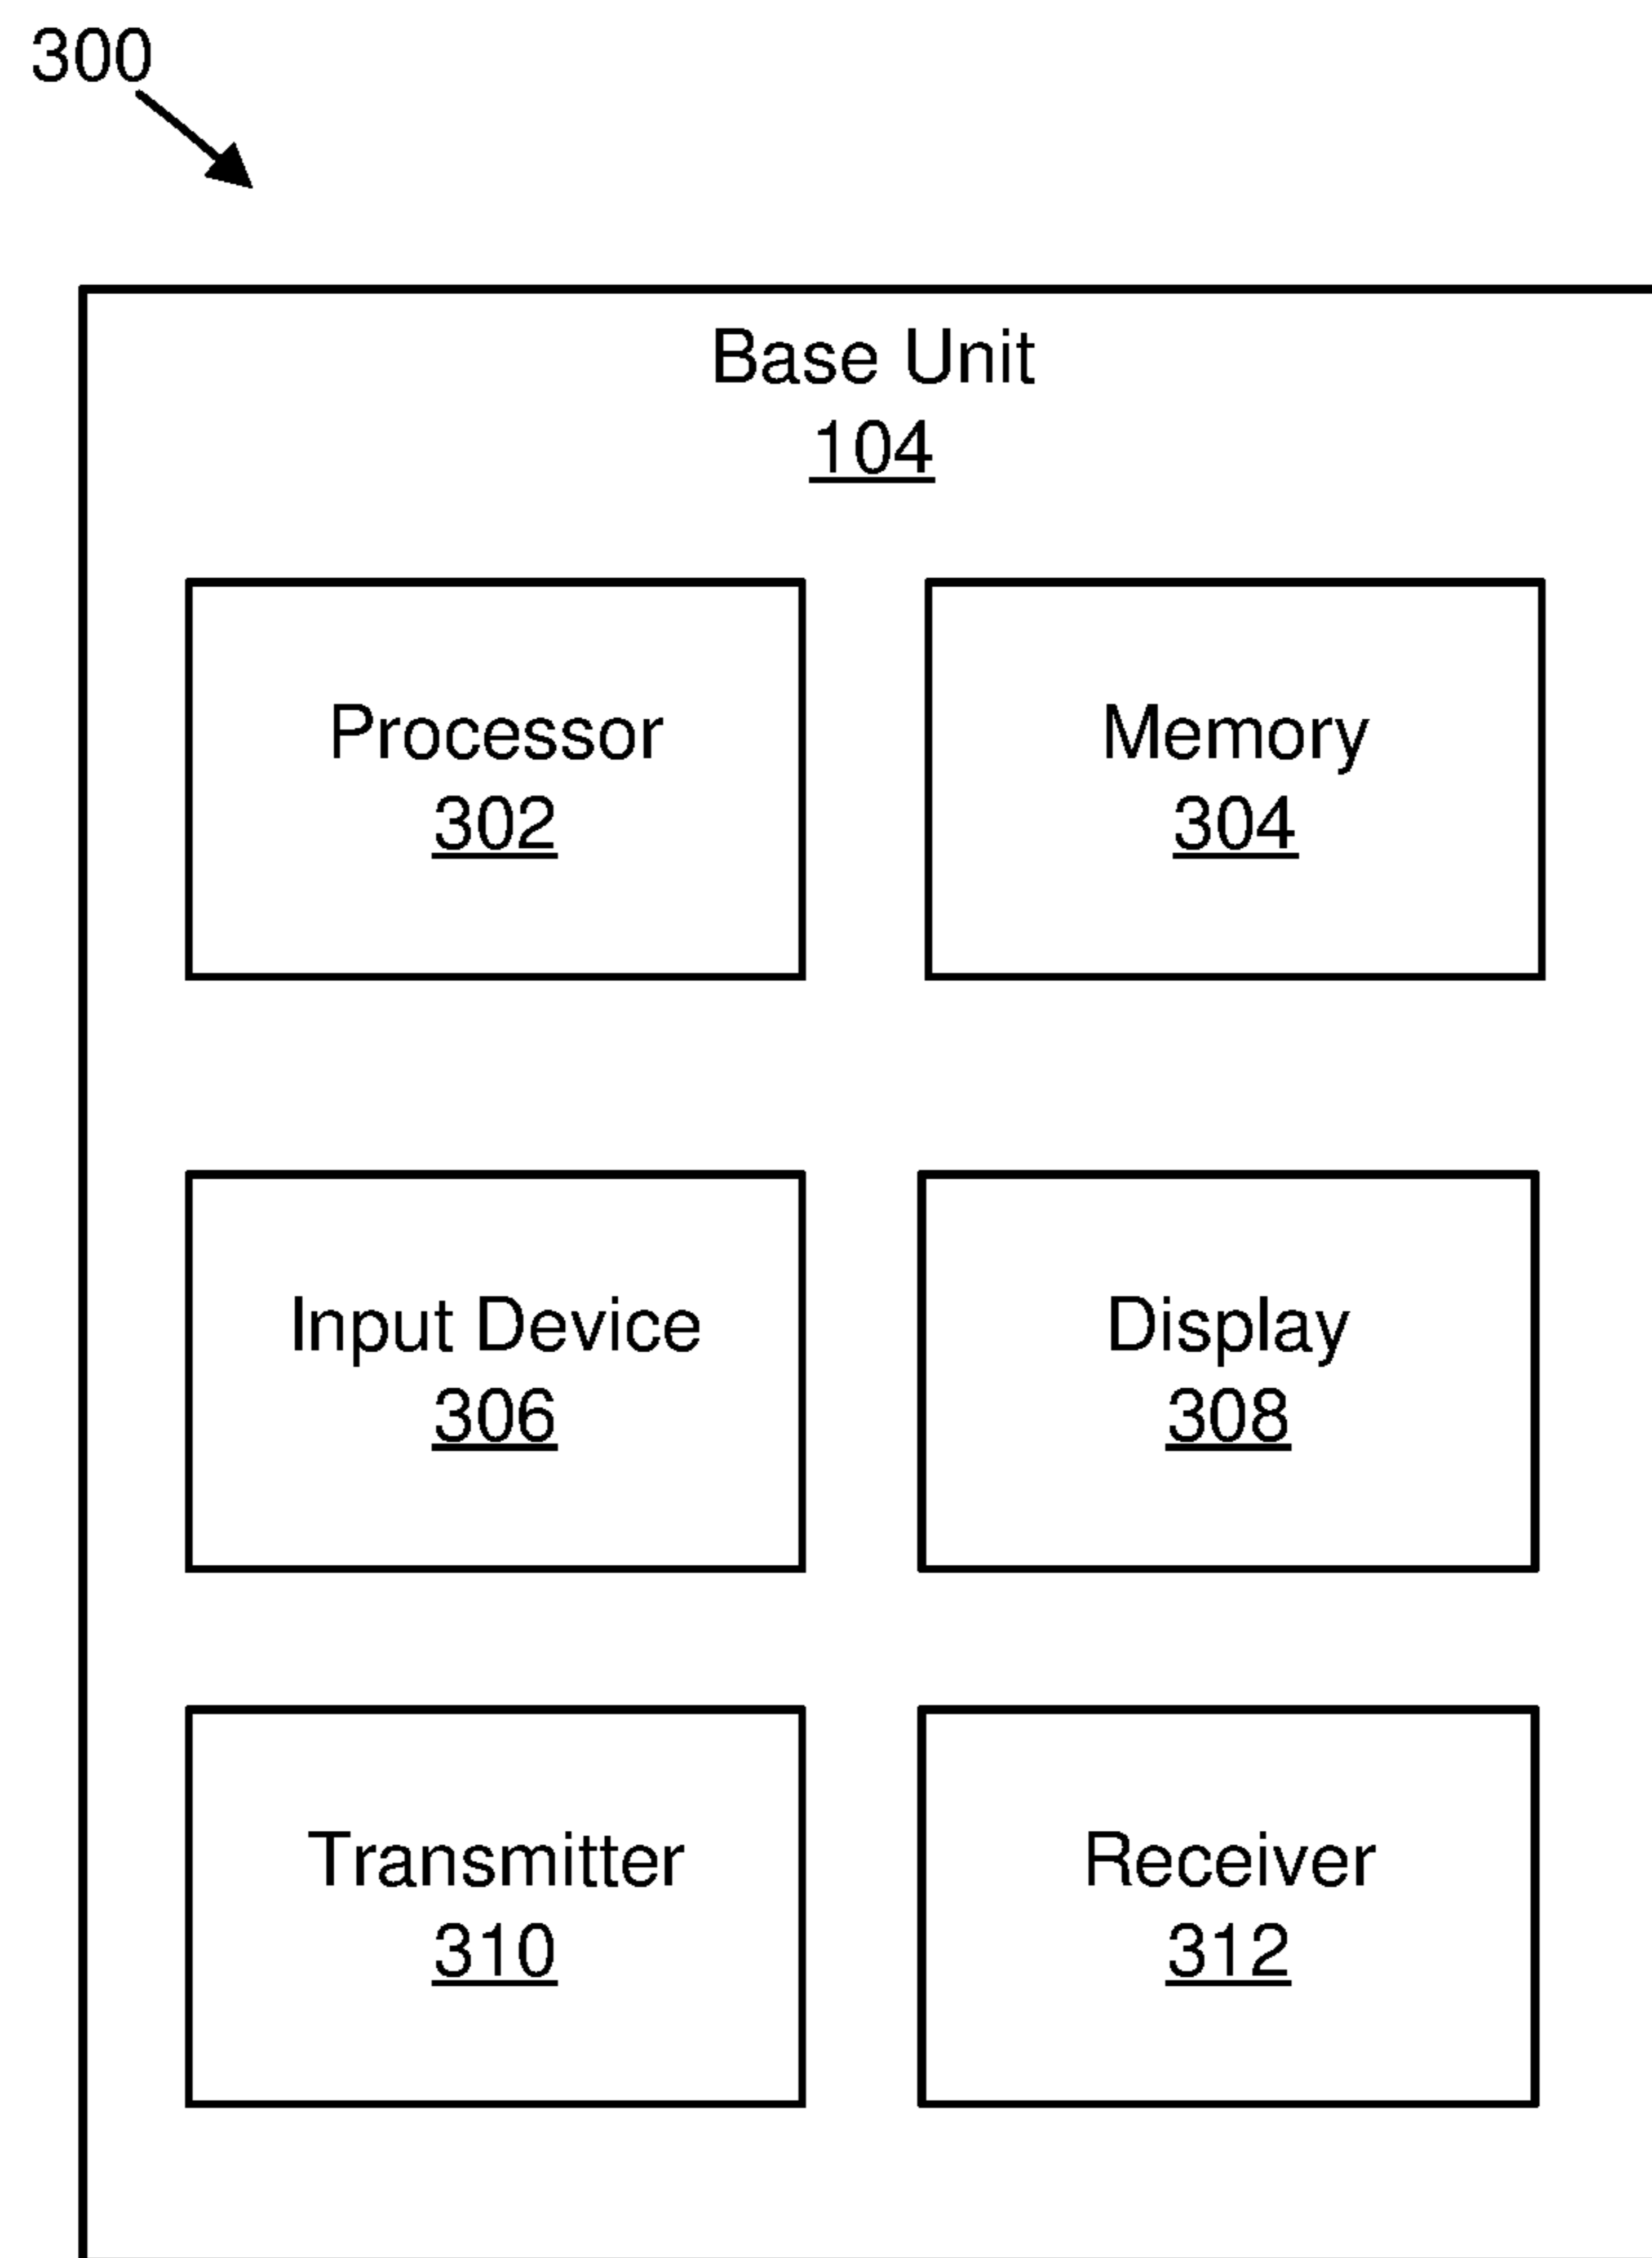 300
Base Unit
104
Processor
302
Memory
304
Input Device
306
Display
308
Transmitter
310
Receiver
312